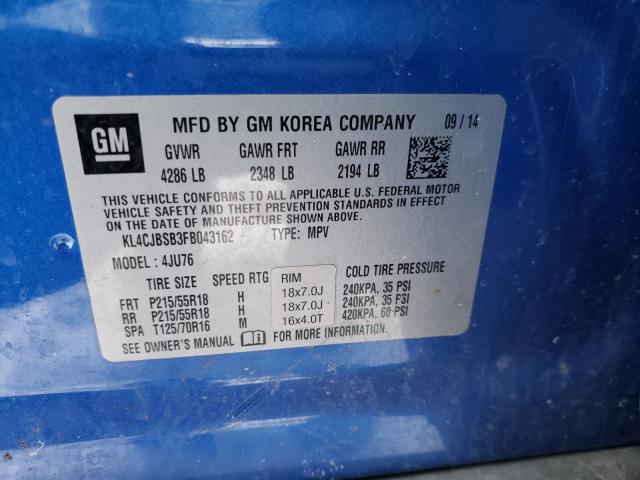 GM
MFD BY GM KOREA COMPANY 09/14
GVWR GAWR FRT GAWR RR
4286 LB 2348 LB 2194 LB
THIS VEHICLE CONFORMS TO ALL APPLICABLE U.S. FEDERAL MOTOR
VEHICLE SAFETY AND THEFT PREVENTION STANDARDS IN EFFECT
ON THE DATE OF MANUFACTURE SHOWN ABOVE.
KL4CJBSB3FB043162 TYPE: MPV
MODEL: 4JU76
TIRE SIZE SPEED RTG RIM COLD TIRE PRESSURE
FRT P215/55R18 H 18x7.0J 240KPA, 35 PSI
RR P215/55R18 H 18x7.0J 240KPA, 35 PSI
SPA T125/70R16 M 16x4.0T 420KPA, 60 PSI
SEE OWNER'S MANUAL FOR MORE INFORMATION.